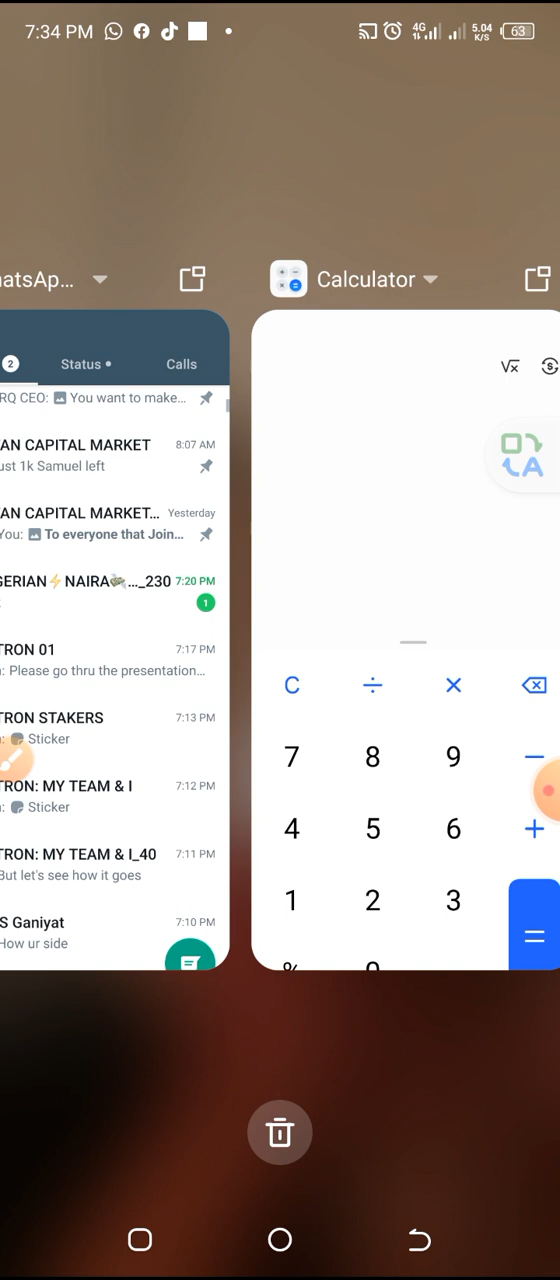 7:34 PM 4G 5.04 K/S 63
atsAp... Calculator
2 Status Calls
RQ CEO: You want to make...
AN CAPITAL MARKET 8:07 AM
ust 1k Samuel left
AN CAPITAL MARKET... Yesterday
You: To everyone that Join...
GERIAN⚡NAIRA💸..._230 7:20 PM
1
TRON 01 7:17 PM
: Please go thru the presentation...
TRON STAKERS 7:13 PM
: Sticker
TRON: MY TEAM & I 7:12 PM
: Sticker
TRON: MY TEAM & I_40 7:11 PM
But let's see how it goes
S Ganiyat 7:10 PM
How ur side
√x $
A
C ÷ ×
7 8 9 −
4 5 6 +
1 2 3 =
% 0